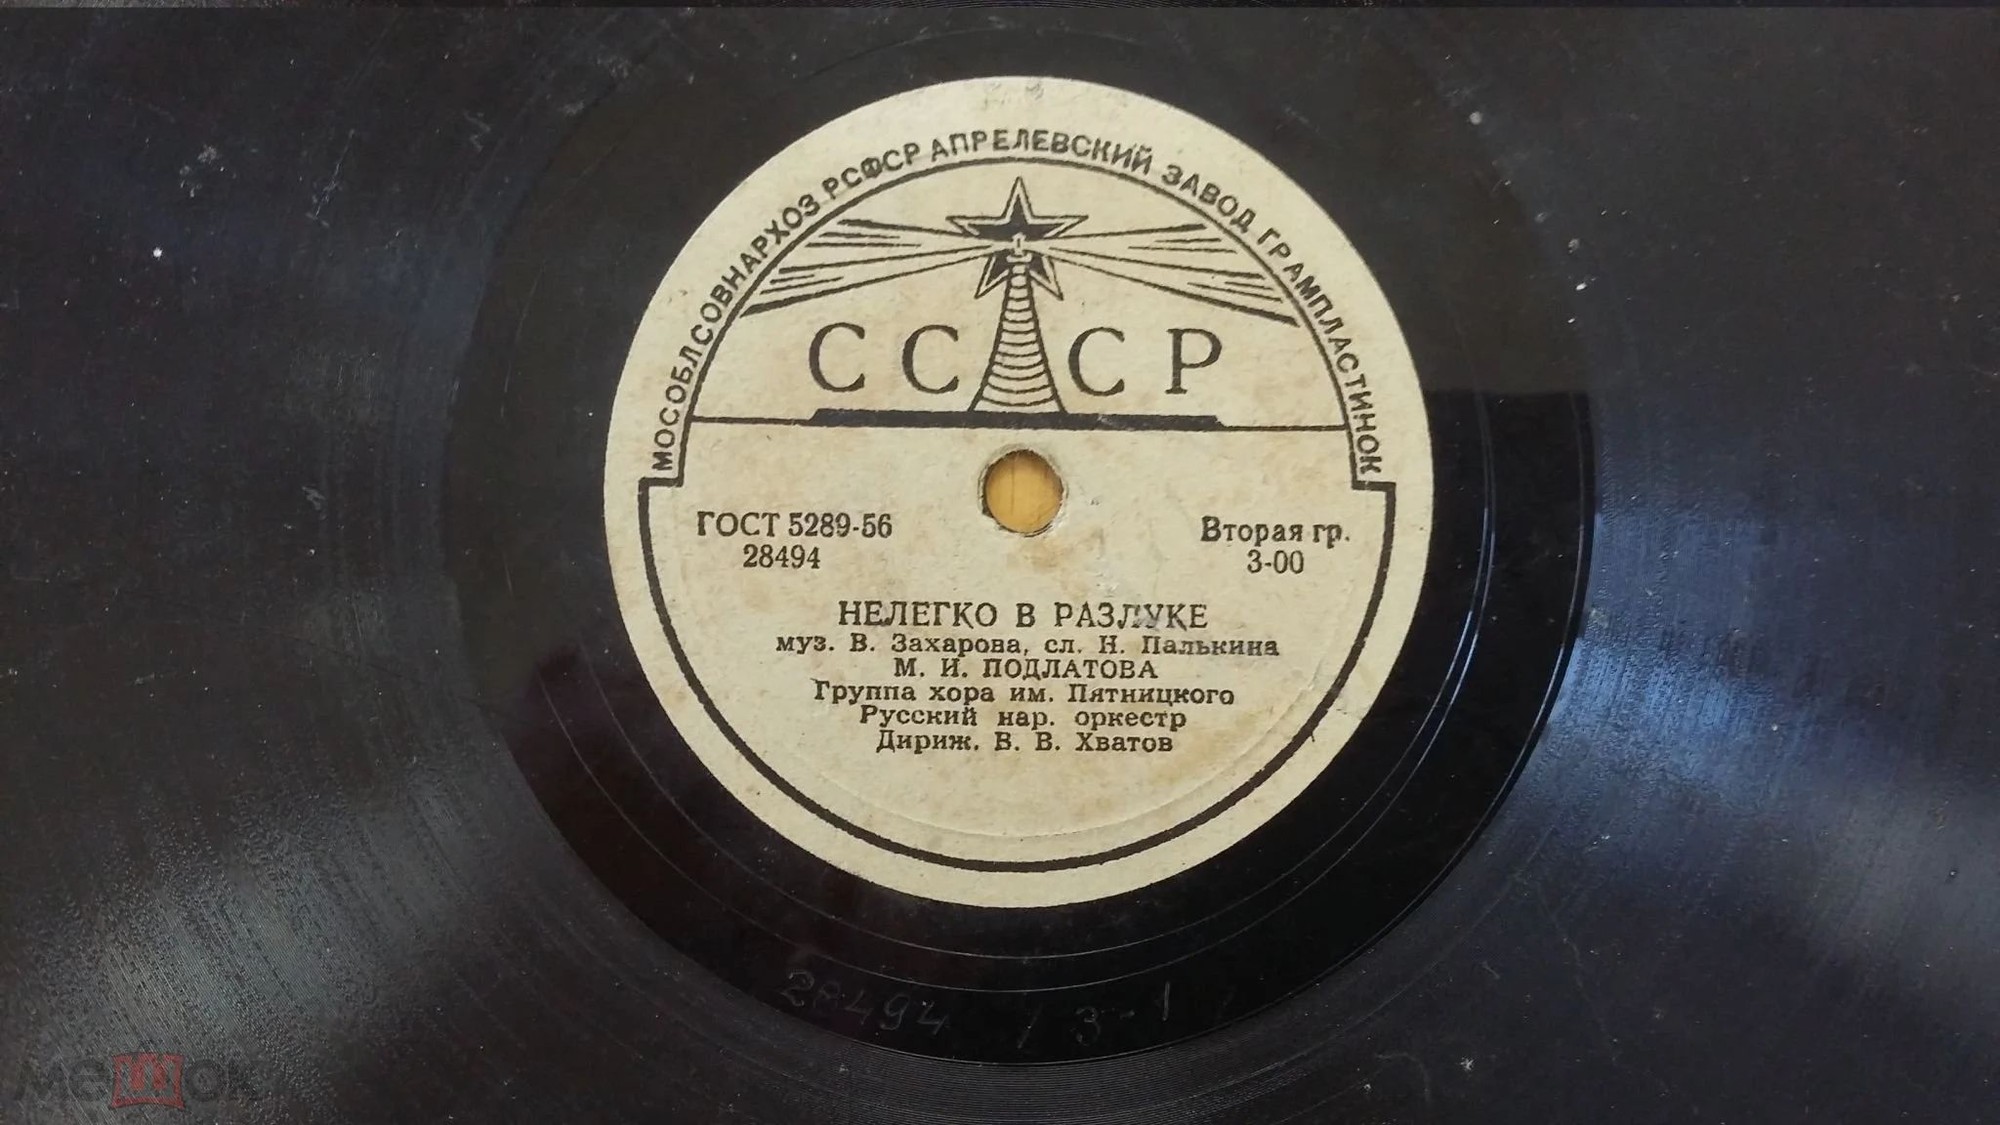 МОСОБЛСОВНАРХОЗ РСФСР АПРЕЛЕВСКИЙ ЗАВОД ГРАМПЛАСТИНОК
СССР
ГОСТ 5289-56
28494
Вторая гр.
3-00
НЕЛЕГКО В РАЗЛУКЕ
муз. В. Захарова, сл. Н. Палькина
М. И. ПОДЛАТОВА
Группа хора им. Пятницкого
Русский нар. оркестр
Дириж. В. В. Хватов
28494 / 3-1
мешок